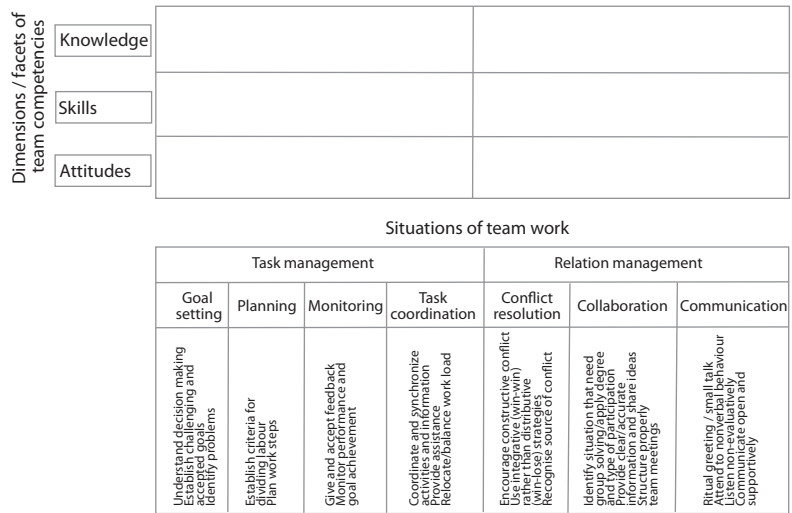 Dimensions / facets of
team competencies
Knowledge
Skills
Attitudes
Situations of team work
Task management
Relation management
Goal
setting
Planning
Monitoring
Task
coordination
Conflict
resolution
Collaboration
Communication
Understand decision making
Establish challenging and
accepted goals
Identify problems
Establish criteria for
dividing labour
Plan work steps
Give and accept feedback
Monitor performance and
goal achievement
Coordinate and synchronize
activities and information
Provide assistance
Relocate/balance work load
Encourage constructive conflict
Use integrative (win-win)
rather than distributive
(win-lose) strategies
Recognise source of conflict
Identify situation that need
group solving/apply degree
and type of participation
Provide clear/accurate
information and share ideas
Structure properly
team meetings
Ritual greeting / small talk
Attend to nonverbal behaviour
Listen non-evaluatively
Communicate open and
supportively